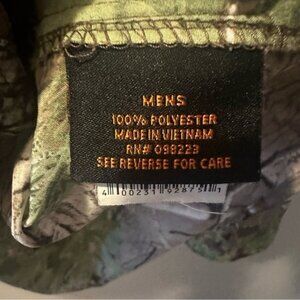 MENS
100% POLYESTER
MADE IN VIETNAM
RN# 098223
SEE REVERSE FOR CARE